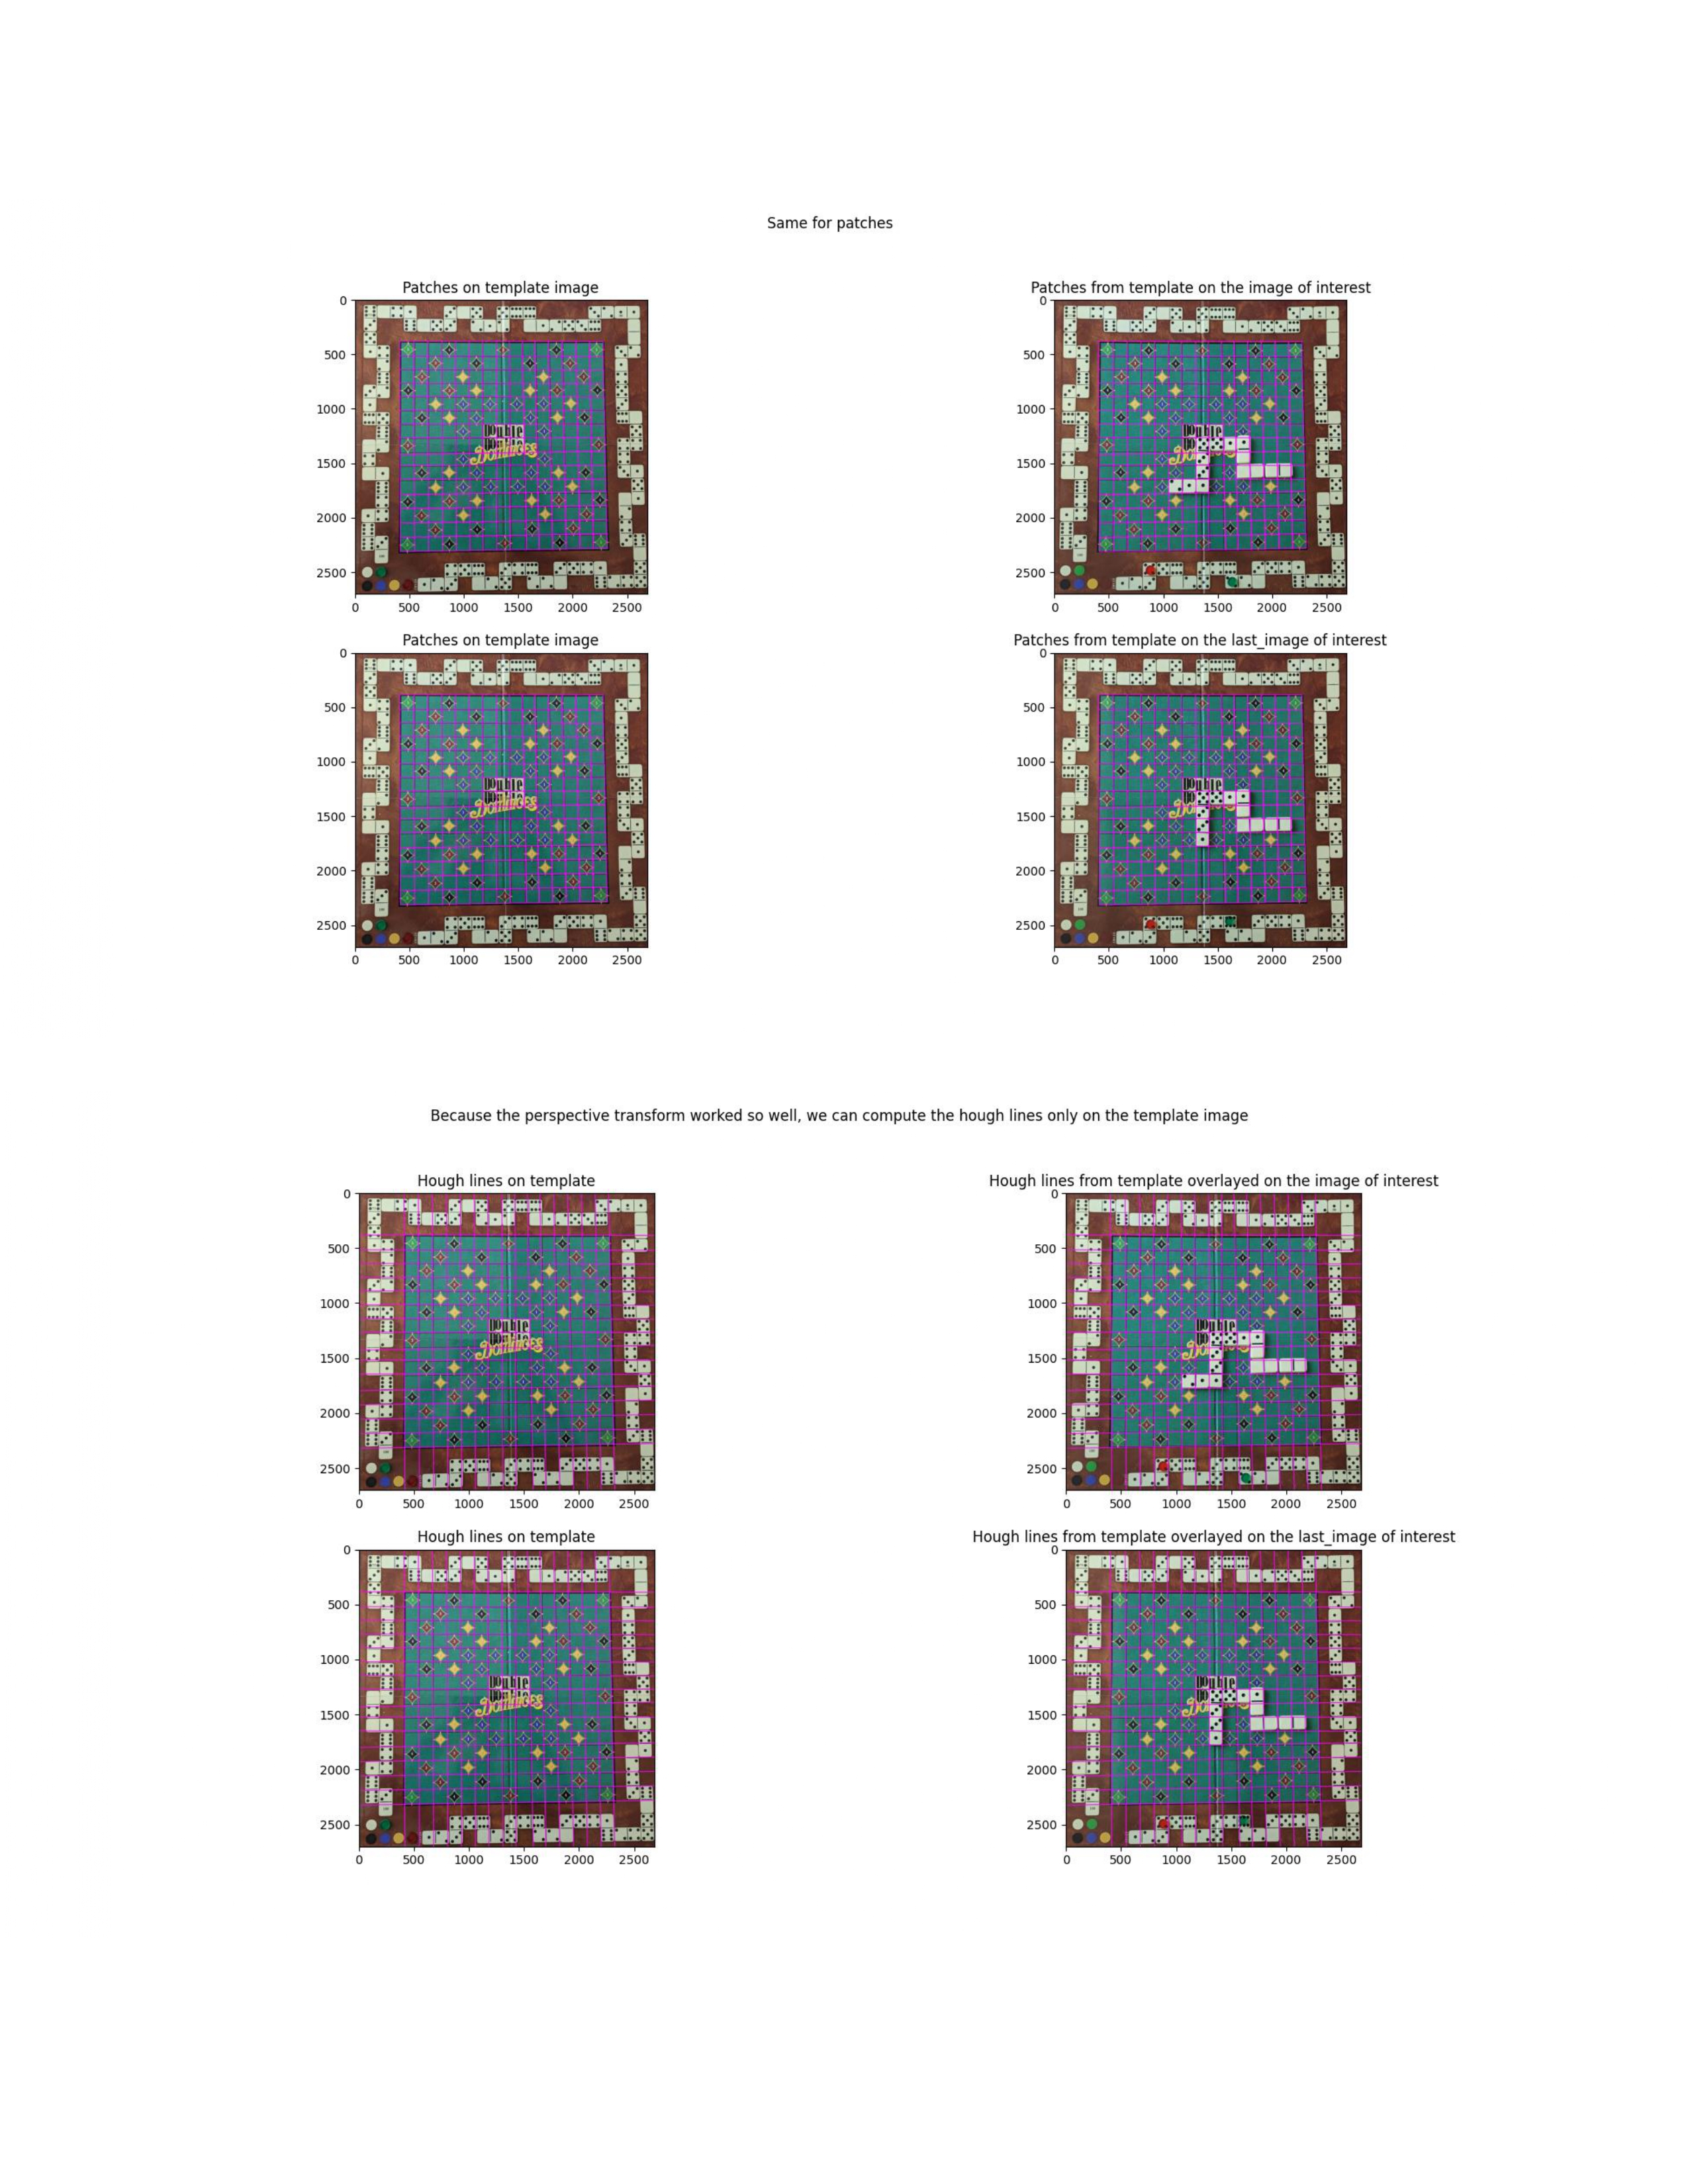 Same for patches
Patches on template image
Patches from template on the image of interest
0
500
1000
1500
2000
2500
0 500 1000 1500 2000 2500
0
500
1000
1500
2000
2500
0 500 1000 1500 2000 2500
Patches on template image
Patches from template on the last_image of interest
0
500
1000
1500
2000
2500
0 500 1000 1500 2000 2500
0
500
1000
1500
2000
2500
0 500 1000 1500 2000 2500
Because the perspective transform worked so well, we can compute the hough lines only on the template image
Hough lines on template
Hough lines from template overlayed on the image of interest
0
500
1000
1500
2000
2500
0 500 1000 1500 2000 2500
0
500
1000
1500
2000
2500
0 500 1000 1500 2000 2500
Hough lines on template
Hough lines from template overlayed on the last_image of interest
0
500
1000
1500
2000
2500
0 500 1000 1500 2000 2500
0
500
1000
1500
2000
2500
0 500 1000 1500 2000 2500